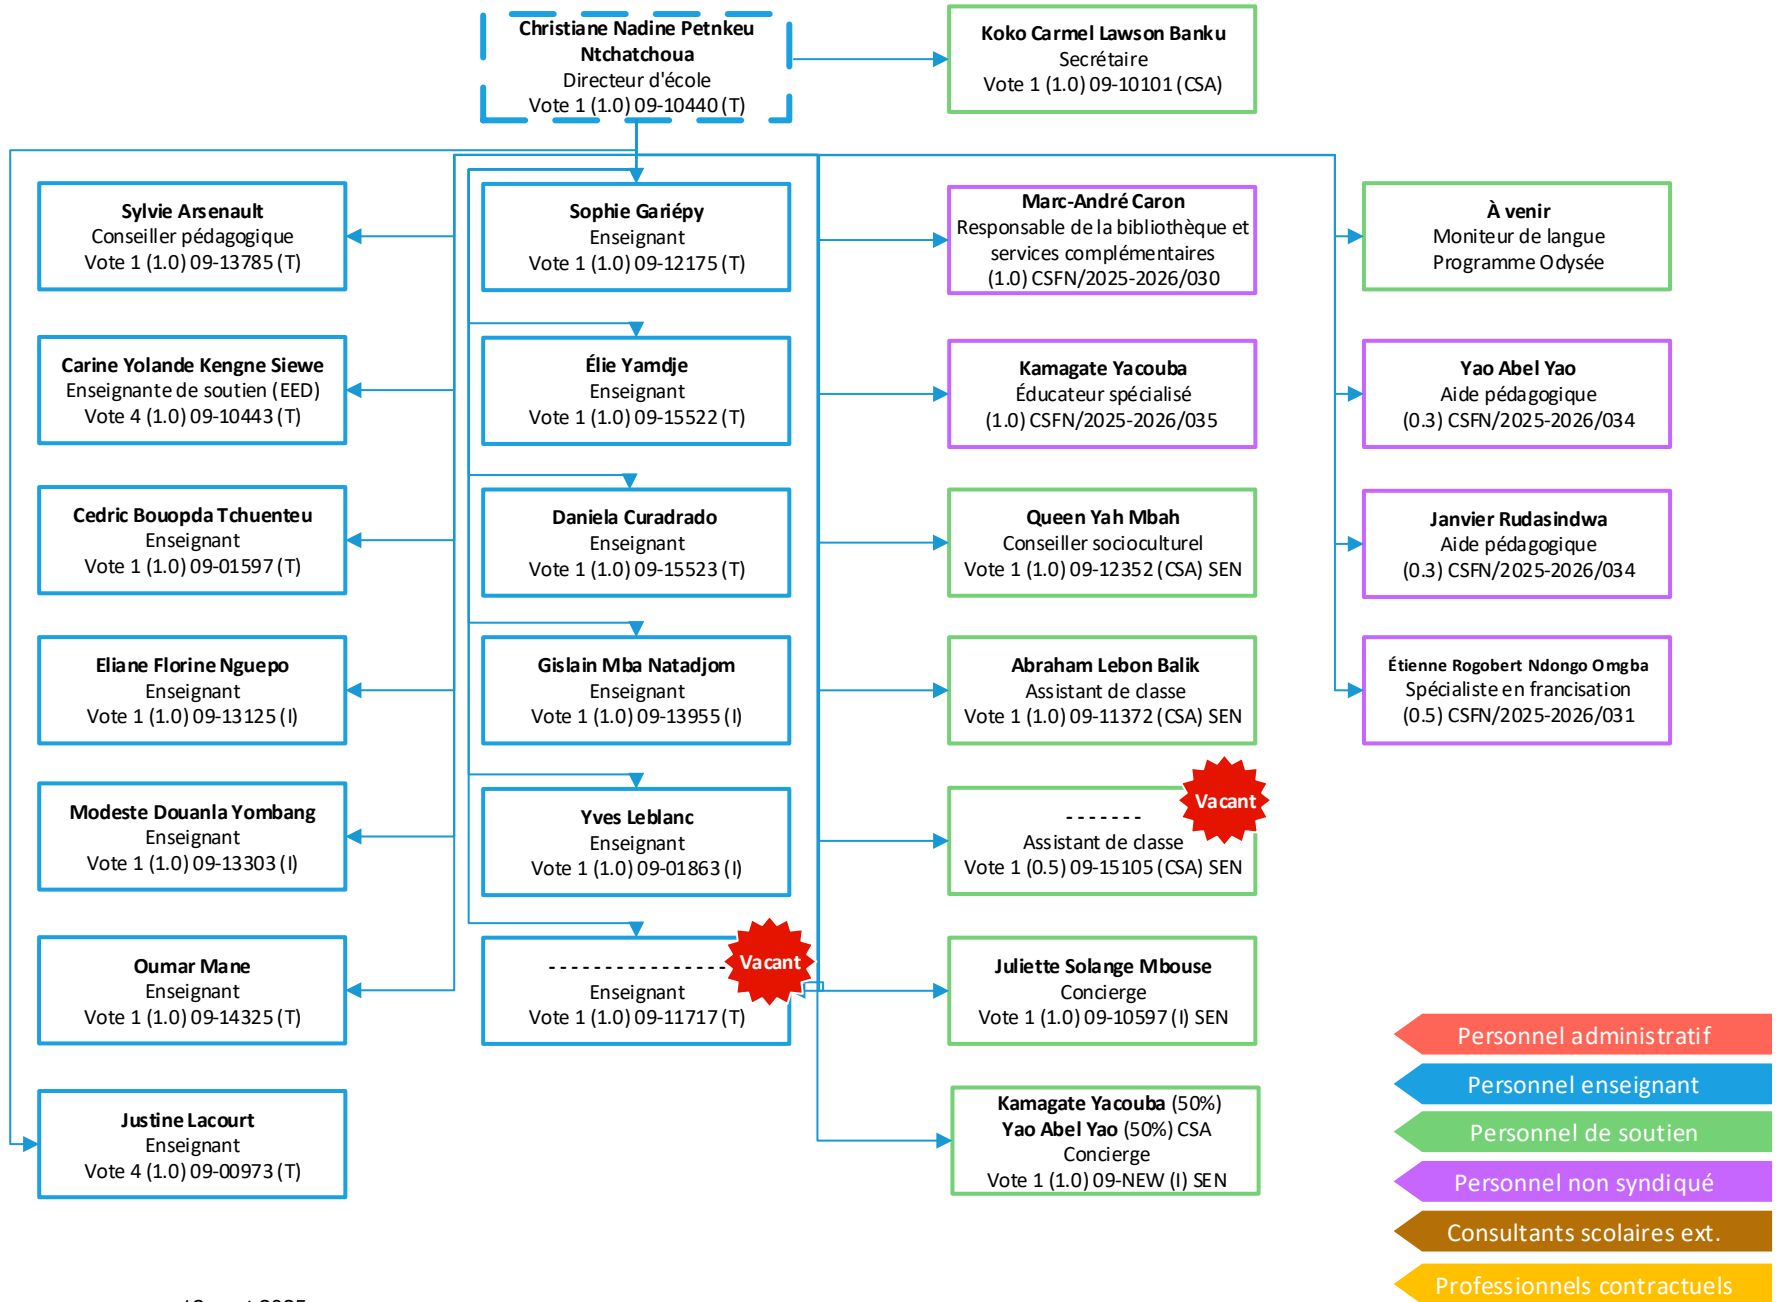 Christiane Nadine Petnkeu
Ntchatchoua
Directeur d'école
Vote 1 (1.0) 09-10440 (T)
Koko Carmel Lawson Banku
Secrétaire
Vote 1 (1.0) 09-10101 (CSA)
Sylvie Arsenault
Conseiller pédagogique
Vote 1 (1.0) 09-13785 (T)
Sophie Gariépy
Enseignant
Vote 1 (1.0) 09-12175 (T)
Marc-André Caron
Responsable de la bibliothèque et
services complémentaires
(1.0) CSFN/2025-2026/030
À venir
Moniteur de langue
Programme Odysée
Carine Yolande Kengne Siewe
Enseignante de soutien (EED)
Vote 4 (1.0) 09-10443 (T)
Élie Yamdje
Enseignant
Vote 1 (1.0) 09-15522 (T)
Kamagate Yacouba
Éducateur spécialisé
(1.0) CSFN/2025-2026/035
Yao Abel Yao
Aide pédagogique
(0.3) CSFN/2025-2026/034
Cedric Bouopda Tchuenteu
Enseignant
Vote 1 (1.0) 09-01597 (T)
Daniela Curadrado
Enseignant
Vote 1 (1.0) 09-15523 (T)
Queen Yah Mbah
Conseiller socioculturel
Vote 1 (1.0) 09-12352 (CSA) SEN
Janvier Rudasindwa
Aide pédagogique
(0.3) CSFN/2025-2026/034
Eliane Florine Nguepo
Enseignant
Vote 1 (1.0) 09-13125 (I)
Gislain Mba Natadjom
Enseignant
Vote 1 (1.0) 09-13955 (I)
Abraham Lebon Balik
Assistant de classe
Vote 1 (1.0) 09-11372 (CSA) SEN
Étienne Rogobert Ndongo Omgba
Spécialiste en francisation
(0.5) CSFN/2025-2026/031
Modeste Douanla Yombang
Enseignant
Vote 1 (1.0) 09-13303 (I)
Yves Leblanc
Enseignant
Vote 1 (1.0) 09-01863 (I)
Vacant
- - - - - - -
Assistant de classe
Vote 1 (0.5) 09-15105 (CSA) SEN
Oumar Mane
Enseignant
Vote 1 (1.0) 09-14325 (T)
Vacant
- - - - - - - - - - - - - - - -
Enseignant
Vote 1 (1.0) 09-11717 (T)
Juliette Solange Mbouse
Concierge
Vote 1 (1.0) 09-10597 (I) SEN
Justine Lacourt
Enseignant
Vote 4 (1.0) 09-00973 (T)
Kamagate Yacouba (50%)
Yao Abel Yao (50%) CSA
Concierge
Vote 1 (1.0) 09-NEW (I) SEN
Personnel administratif
Personnel enseignant
Personnel de soutien
Personnel non syndiqué
Consultants scolaires ext.
Professionnels contractuels